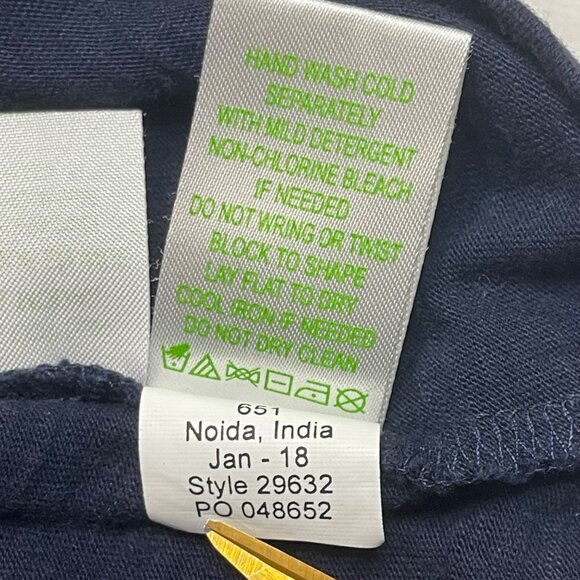 HAND WASH COLD
SEPARATELY
WITH MILD DETERGENT
NON-CHLORINE BLEACH
IF NEEDED
DO NOT WRING OR TWIST
BLOCK TO SHAPE
LAY FLAT TO DRY
COOL IRON IF NEEDED
DO NOT DRY CLEAN
651
Noida, India
Jan - 18
Style 29632
PO 048652